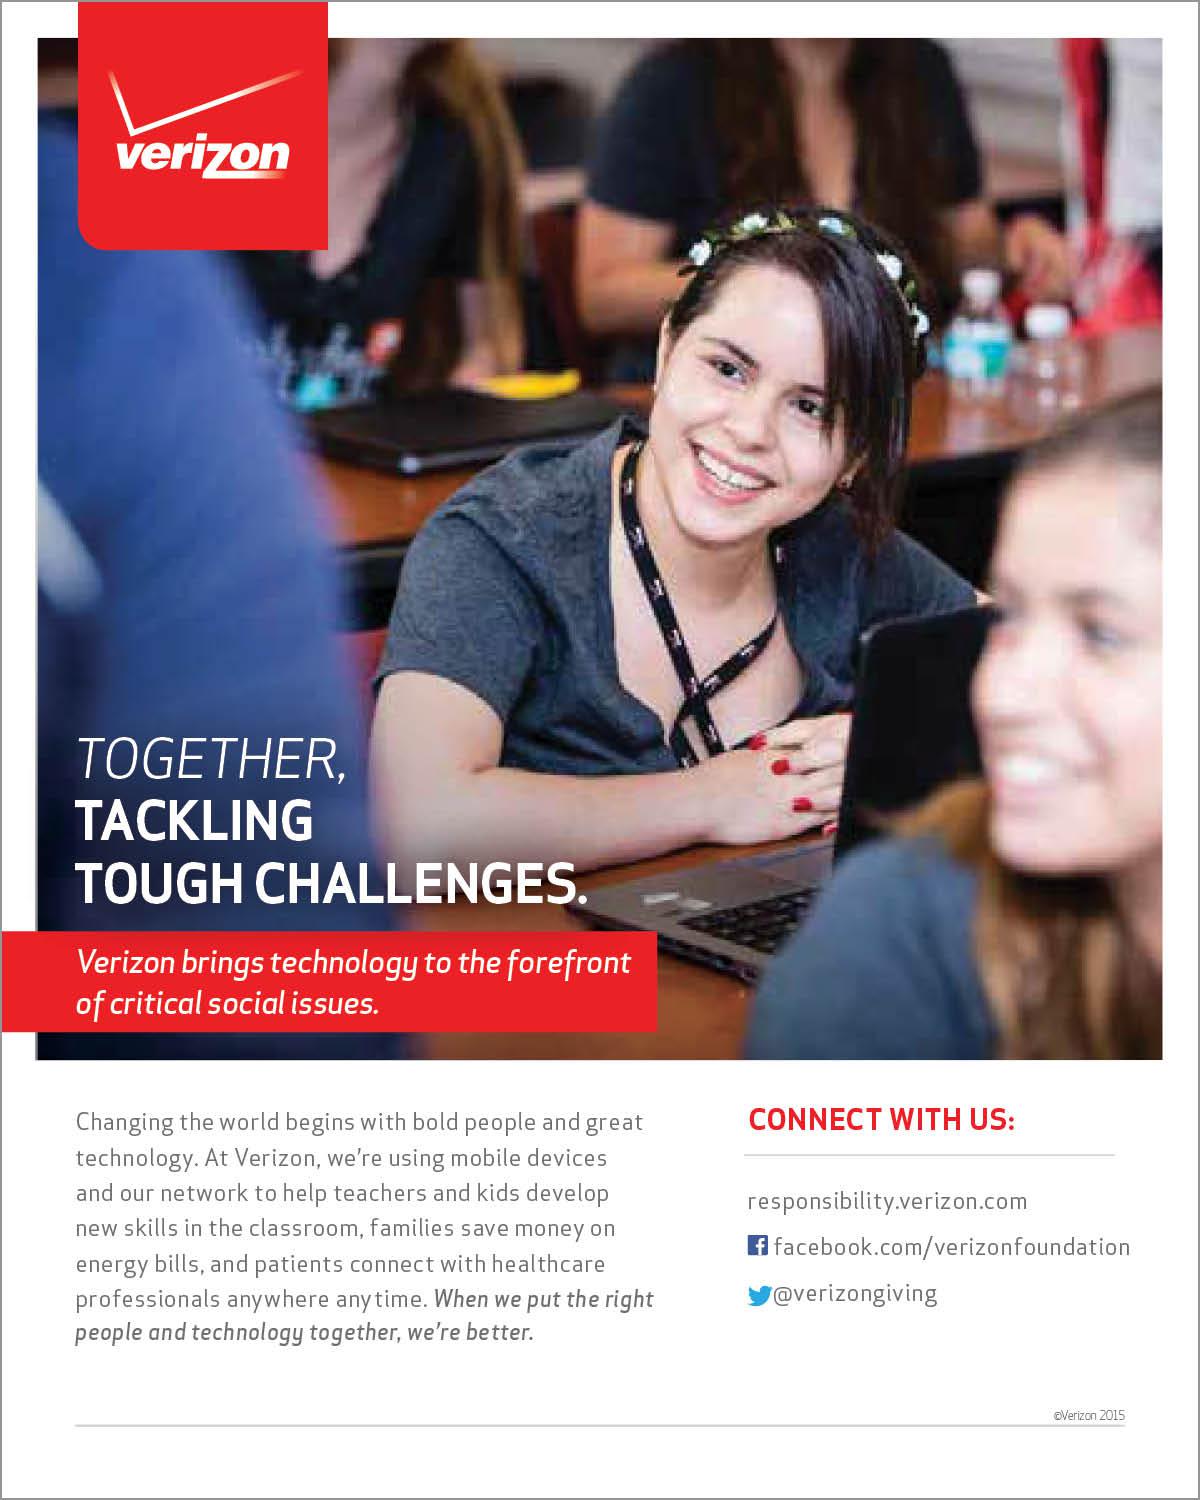 verizon
TOGETHER,
TACKLING
TOUGH CHALLENGES.
Verizon brings technology to the forefront
of critical social issues.
Changing the world begins with bold people and great
technology. At Verizon, we're using mobile devices
and our network to help teachers and kids develop
new skills in the classroom, families save money on
energy bills, and patients connect with healthcare
professionals anywhere anytime. When we put the right
people and technology together, we're better.
CONNECT WITH US:
responsibility.verizon.com
facebook.com/verizonfoundation
@verizongiving
©Verizon 2015